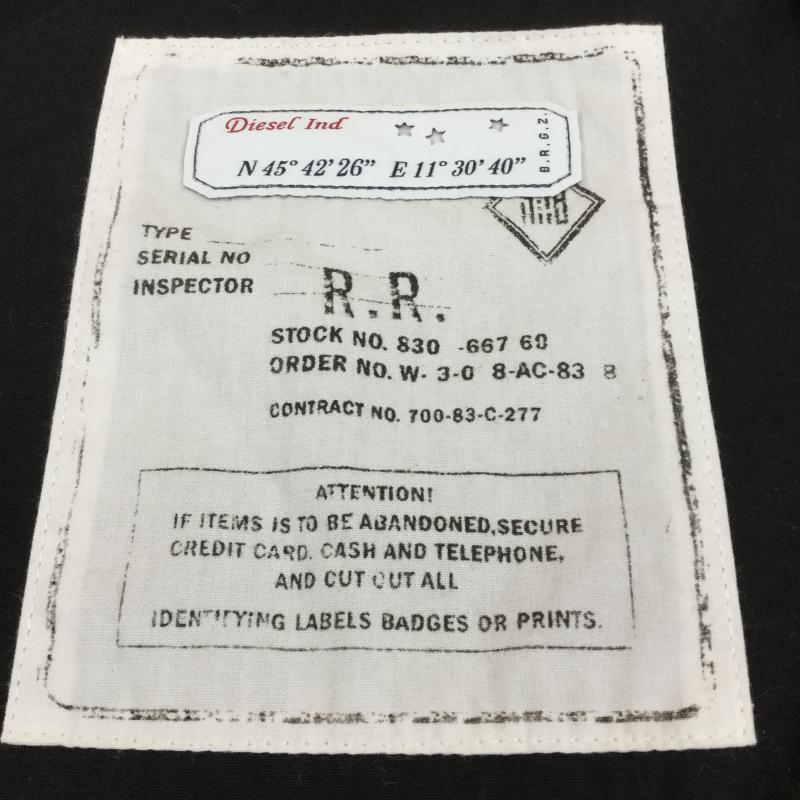 Diesel Ind
B.R.G.Z.
N 45° 42' 26" E 11° 30' 40"
TYPE
SERIAL NO
INSPECTOR
R.R.
STOCK NO. 830 -667 60
ORDER NO. W- 3-0 8-AC-83 8
CONTRACT NO. 700-83-C-277
ATTENTION!
IF ITEMS IS TO BE ABANDONED, SECURE
CREDIT CARD. CASH AND TELEPHONE,
AND CUT OUT ALL
IDENTIFYING LABELS BADGES OR PRINTS.